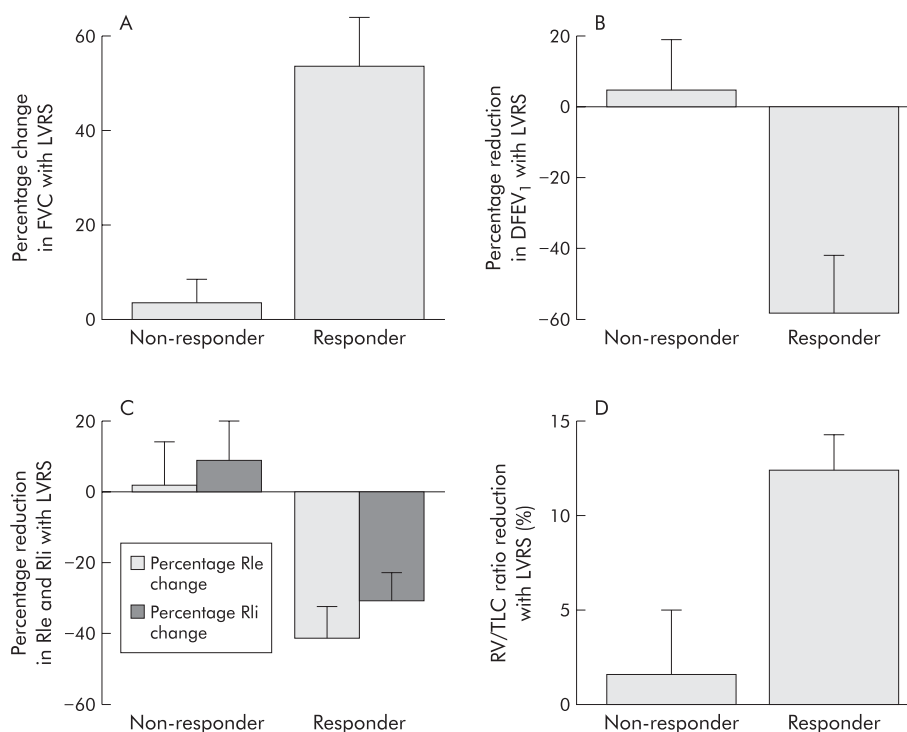 A
Percentage change
in FVC with LVRS
60
40
20
0
Non-responder
Responder
B
Percentage reduction
in DFEV₁ with LVRS
20
0
−20
−40
−60
Non-responder
Responder
C
Percentage reduction
in Rle and Rli with LVRS
20
0
−20
−40
−60
Percentage Rle
change
Percentage Rli
change
Non-responder
Responder
D
RV/TLC ratio reduction
with LVRS (%)
15
10
5
0
Non-responder
Responder